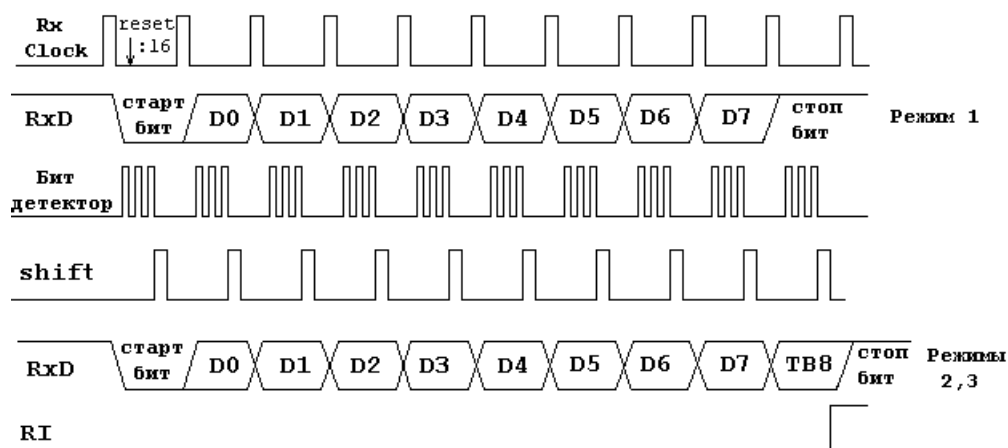 Rx
Clock
reset
:16
RxD
старт
бит
D0 D1 D2 D3 D4 D5 D6 D7
стоп
бит
Режим 1
Бит
детектор
shift
RxD
старт
бит
D0 D1 D2 D3 D4 D5 D6 D7 TB8
стоп
бит
Режимы
2,3
RI